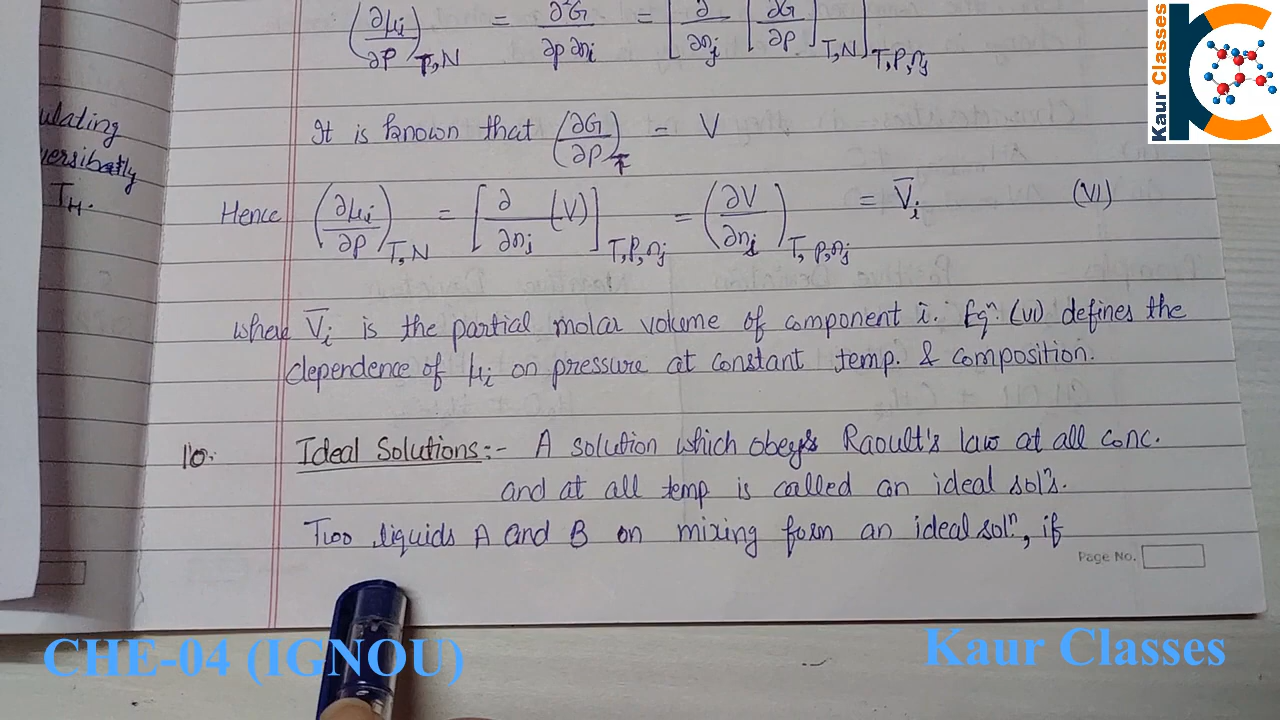 (∂μi/∂P)T,N = ∂²G/∂p∂ni = [∂/∂nj [∂G/∂P]T,N]T,P,nj
It is known that (∂G/∂P)T = V
Hence (∂μi/∂P)T,N = [∂/∂nj (V)]T,P,nj = (∂V/∂ni)T,P,nj = V̅i (VI)
where V̅i is the partial molar volume of component i. Eqn. (VI) defines the
dependence of μi on pressure at constant temp. & composition.
10. Ideal Solutions:- A solution which obeys Raoult's law at all conc.
and at all temp is called an ideal solns.
Two liquids A and B on mixing form an ideal soln, if
Page No.
ulating
versibly
TH.
CHE-04 (IGNOU)
Kaur Classes
Kaur Classes